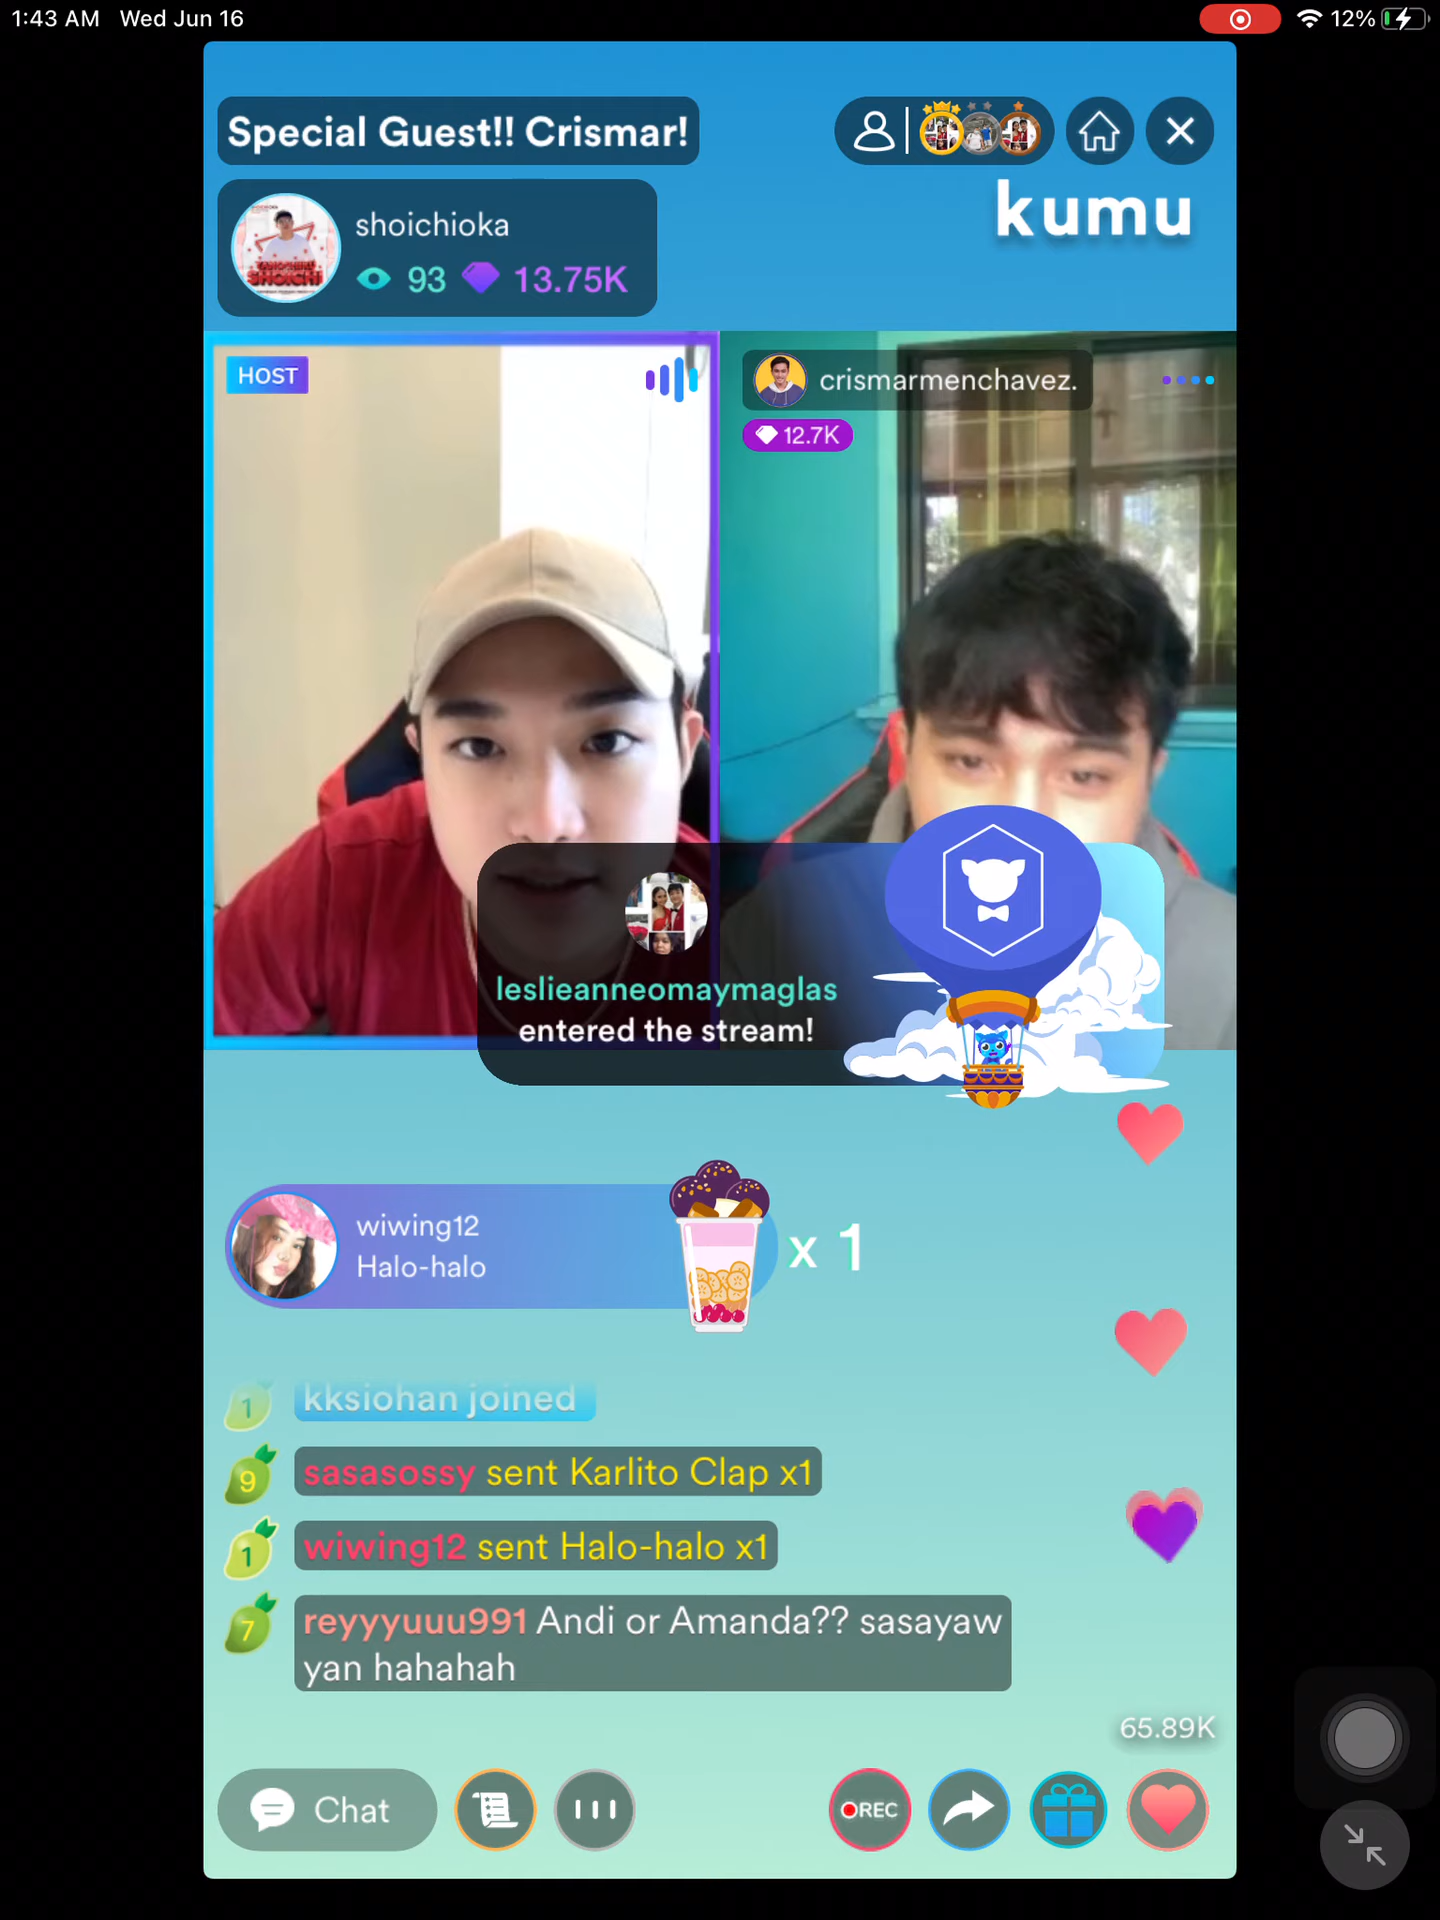 1:43 AM Wed Jun 16
12%
Special Guest!! Crismar!
kumu
shoichioka
93 13.75K
HOST
crismarmenchavez.
12.7K
leslieanneomaymaglas
entered the stream!
wiwing12
Halo-halo
x 1
1 kksiohan joined
9 sasasossy sent Karlito Clap x1
1 wiwing12 sent Halo-halo x1
7 reyyyuuu991 Andi or Amanda?? sasayaw
yan hahahah
65.89K
Chat
REC